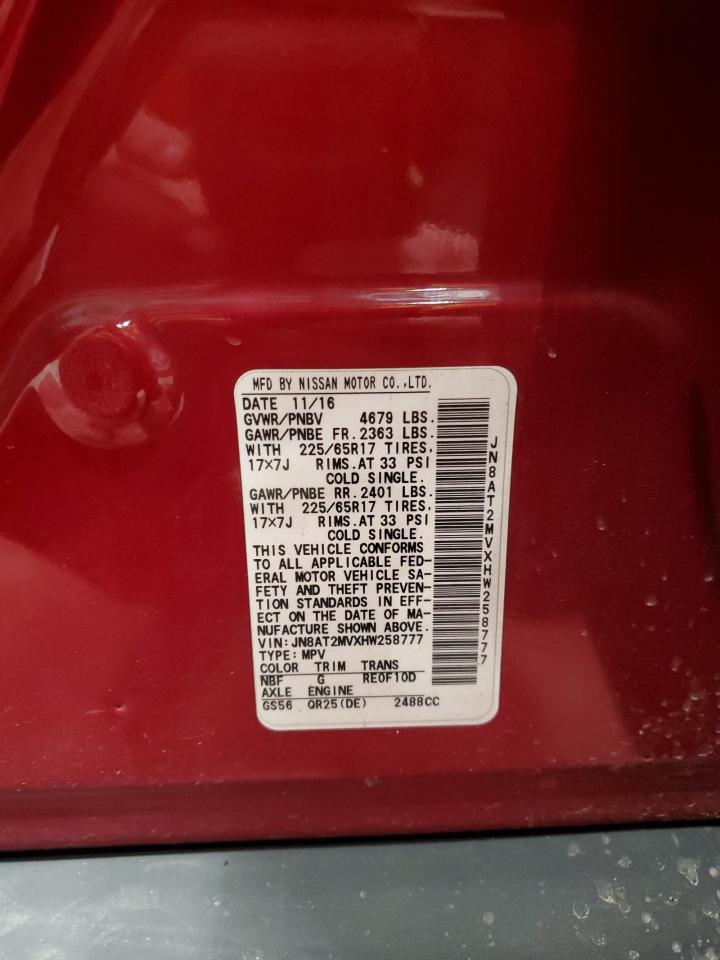 MFD BY NISSAN MOTOR CO.,LTD.
DATE 11/16
GVWR/PNBV 4679 LBS.
GAWR/PNBE FR. 2363 LBS.
WITH 225/65R17 TIRES,
17×7J RIMS. AT 33 PSI
COLD SINGLE.
GAWR/PNBE RR. 2401 LBS.
WITH 225/65R17 TIRES,
17×7J RIMS. AT 33 PSI
COLD SINGLE.
THIS VEHICLE CONFORMS
TO ALL APPLICABLE FED-
ERAL MOTOR VEHICLE SA-
FETY AND THEFT PREVEN-
TION STANDARDS IN EFF-
ECT ON THE DATE OF MA-
NUFACTURE SHOWN ABOVE.
VIN:JN8AT2MVXHW258777
TYPE:MPV
COLOR TRIM TRANS
NBF G RE0F10D
AXLE ENGINE
GS56 QR25(DE) 2488CC
JN8AT2MVXHW258777